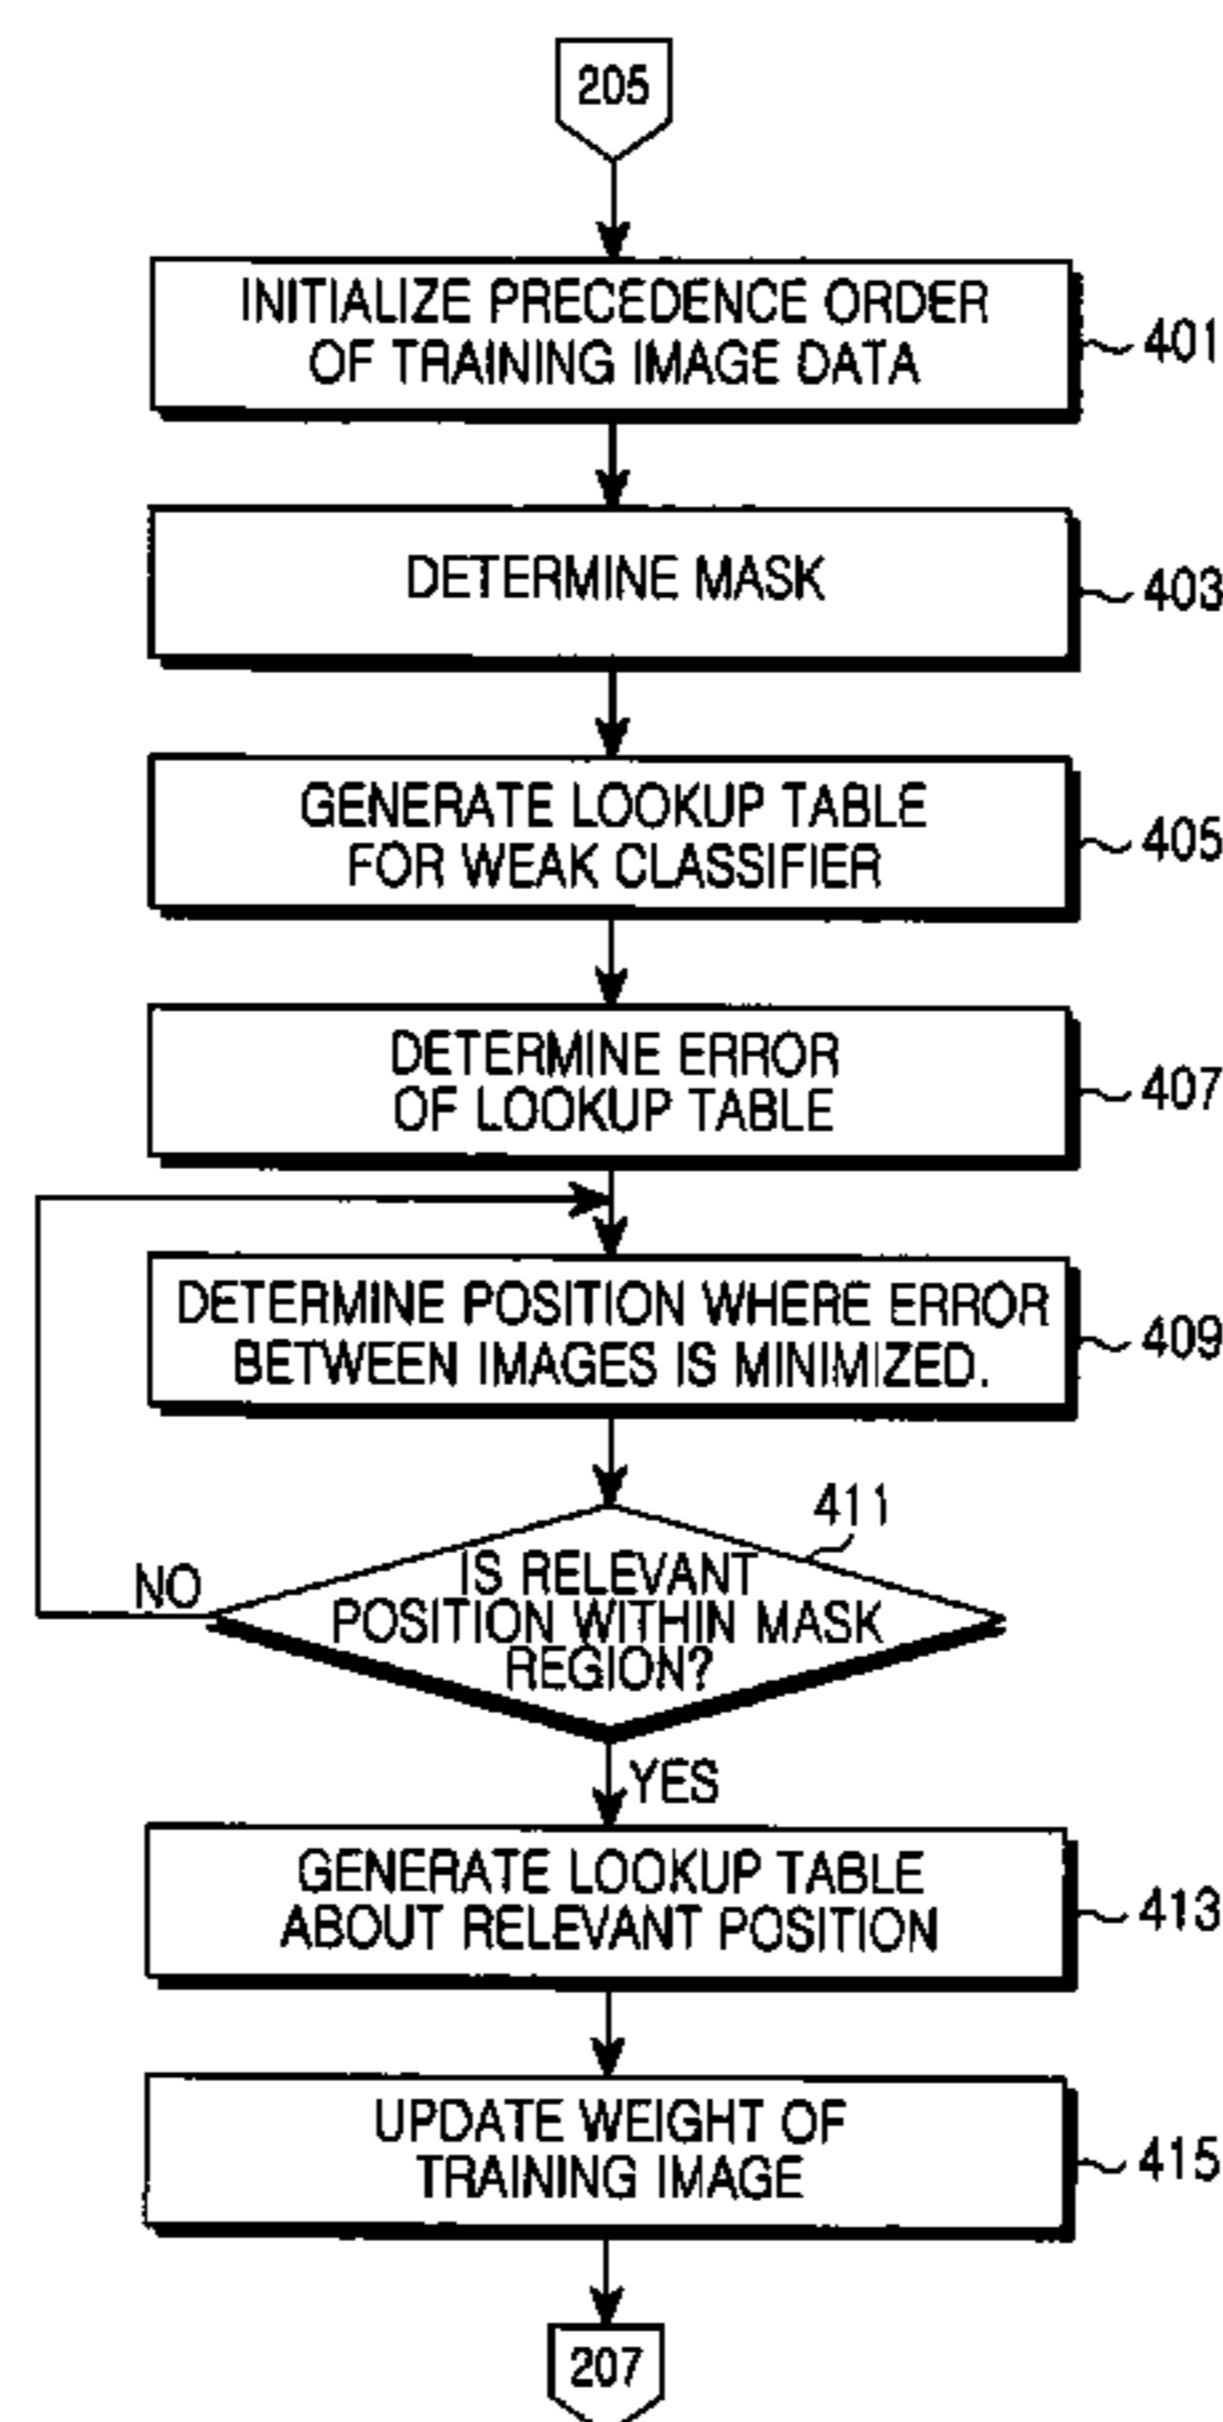 205
INITIALIZE PRECEDENCE ORDER
OF TRAINING IMAGE DATA
401
DETERMINE MASK
403
GENERATE LOOKUP TABLE
FOR WEAK CLASSIFIER
405
DETERMINE ERROR
OF LOOKUP TABLE
407
DETERMINE POSITION WHERE ERROR
BETWEEN IMAGES IS MINIMIZED.
409
411
IS RELEVANT
POSITION WITHIN MASK
REGION?
NO
YES
GENERATE LOOKUP TABLE
ABOUT RELEVANT POSITION
413
UPDATE WEIGHT OF
TRAINING IMAGE
415
207